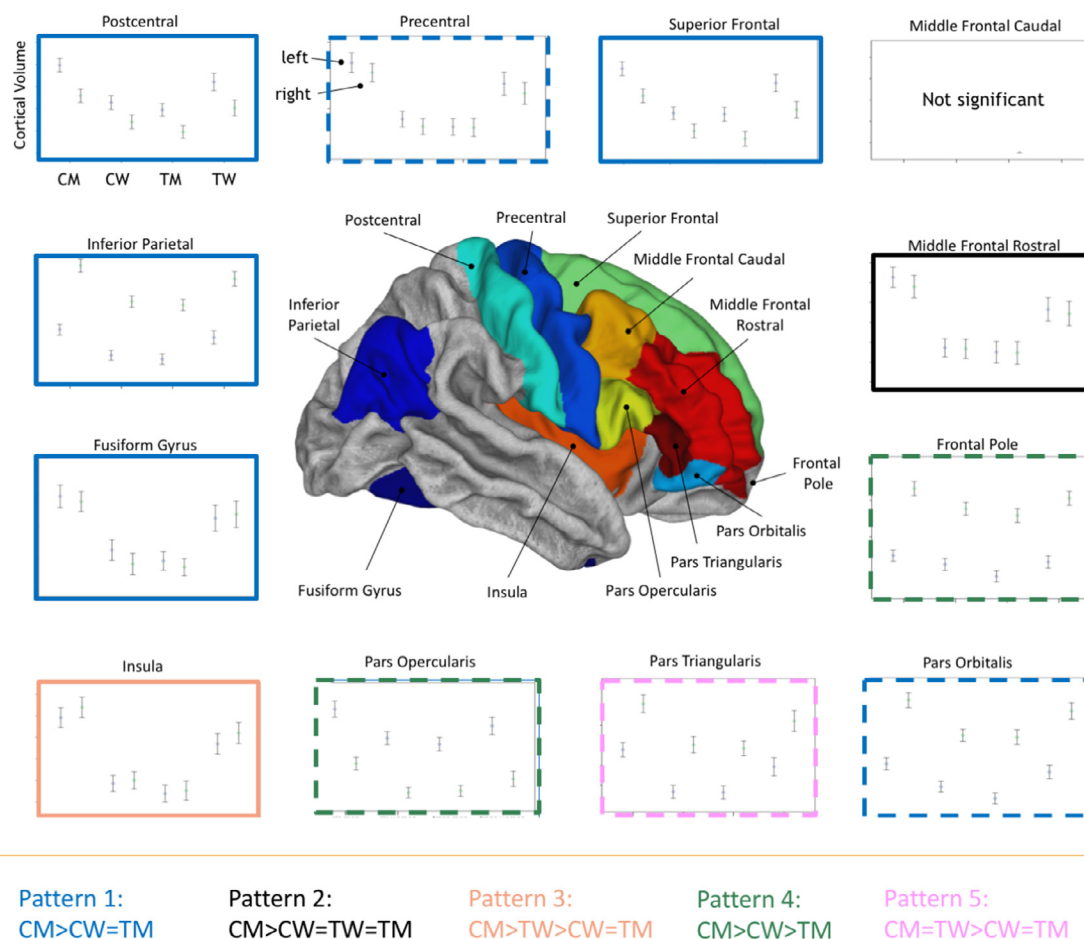 Postcentral
Precentral
Superior Frontal
Middle Frontal Caudal
Cortical Volume
left
right
Not significant
CM CW TM TW
Inferior Parietal
Postcentral
Precentral
Superior Frontal
Middle Frontal Caudal
Middle Frontal Rostral
Inferior
Parietal
Middle Frontal
Rostral
Fusiform Gyrus
Frontal Pole
Frontal
Pole
Pars Orbitalis
Pars Triangularis
Fusiform Gyrus
Insula
Pars Opercularis
Insula
Pars Opercularis
Pars Triangularis
Pars Orbitalis
Pattern 1:
CM>CW=TM
Pattern 2:
CM>CW=TW=TM
Pattern 3:
CM>TW>CW=TM
Pattern 4:
CM>CW>TM
Pattern 5:
CM=TW>CW=TM